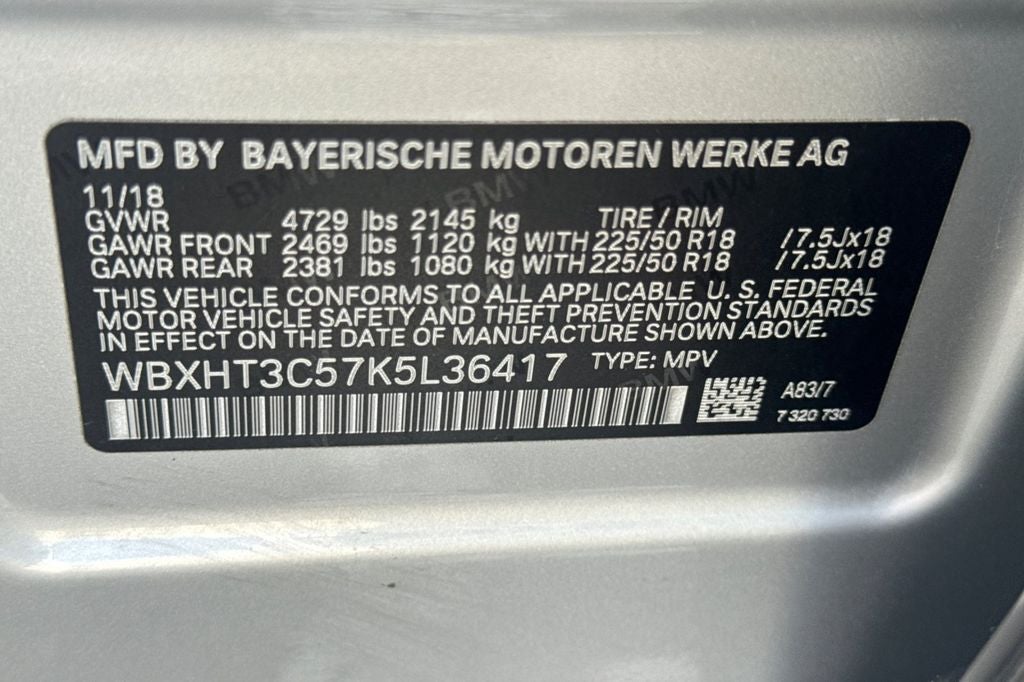 MFD BY BAYERISCHE MOTOREN WERKE AG
11/18
GVWR 4729 lbs 2145 kg TIRE / RIM
GAWR FRONT 2469 lbs 1120 kg WITH 225/50 R18 /7.5Jx18
GAWR REAR 2381 lbs 1080 kg WITH 225/50 R18 /7.5Jx18
THIS VEHICLE CONFORMS TO ALL APPLICABLE U. S. FEDERAL
MOTOR VEHICLE SAFETY AND THEFT PREVENTION STANDARDS
IN EFFECT ON THE DATE OF MANUFACTURE SHOWN ABOVE.
WBXHT3C57K5L36417 TYPE: MPV
A83/7
7 320 730